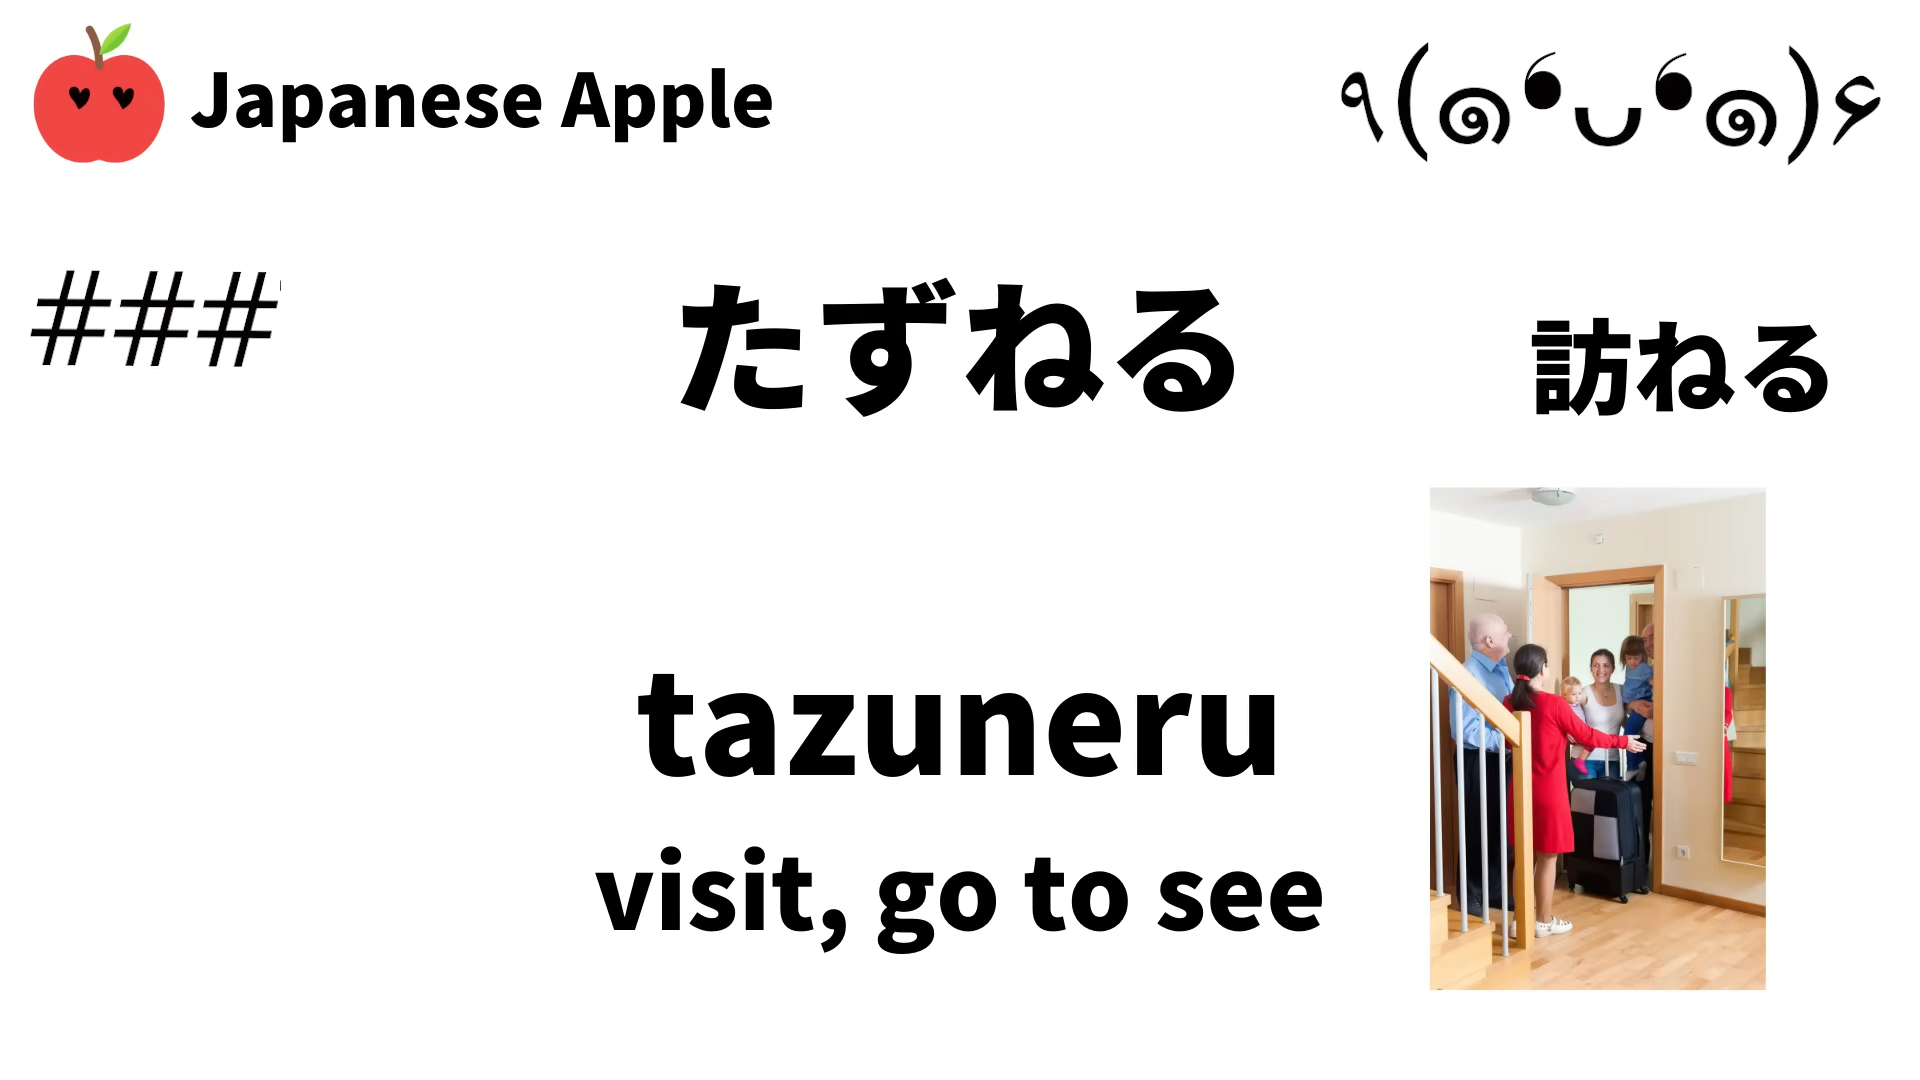 Japanese Apple
٩(๑❛ᴗ❛๑)۶
###
たずねる
訪ねる
tazuneru
visit, go to see